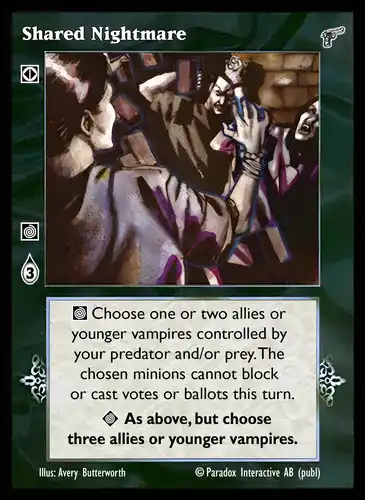 Shared Nightmare
3
Choose one or two allies or
younger vampires controlled by
your predator and/or prey. The
chosen minions cannot block
or cast votes or ballots this turn.
As above, but choose
three allies or younger vampires.
Illus: Avery Butterworth © Paradox Interactive AB (publ)